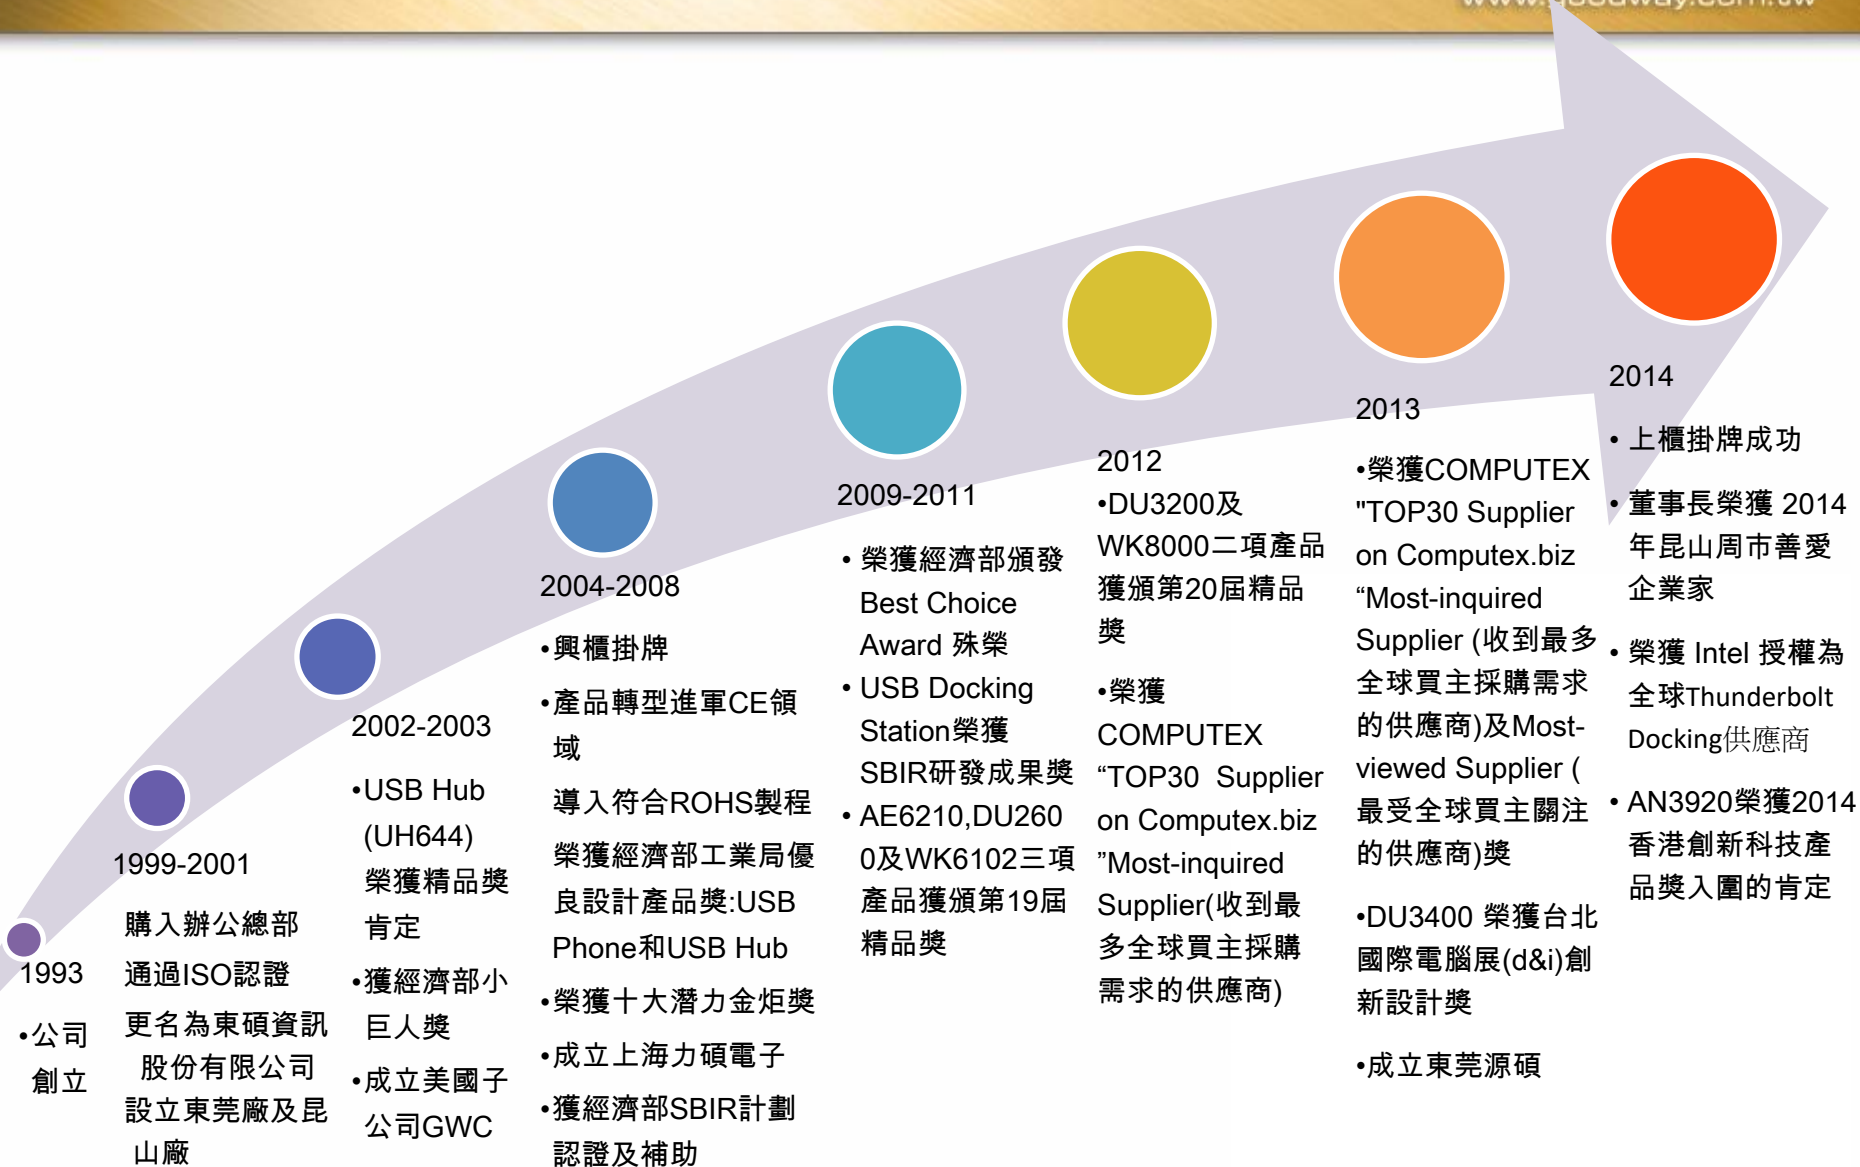 www.goodway.com.tw
1993
•公司
創立
1999-2001
購入辦公總部
通過ISO認證
更名為東碩資訊
股份有限公司
設立東莞廠及昆
山廠
2002-2003
•USB Hub
(UH644)
榮獲精品獎
肯定
•獲經濟部小
巨人獎
•成立美國子
公司GWC
2004-2008
•興櫃掛牌
•產品轉型進軍CE領
域
導入符合ROHS製程
榮獲經濟部工業局優
良設計產品獎:USB
Phone和USB Hub
•榮獲十大潛力金炬獎
•成立上海力碩電子
•獲經濟部SBIR計劃
認證及補助
2009-2011
• 榮獲經濟部頒發
Best Choice
Award 殊榮
• USB Docking
Station榮獲
SBIR研發成果獎
• AE6210,DU260
0及WK6102三項
產品獲頒第19屆
精品獎
2012
•DU3200及
WK8000二項產品
獲頒第20屆精品
獎
•榮獲
COMPUTEX
“TOP30 Supplier
on Computex.biz
”Most-inquired
Supplier(收到最
多全球買主採購
需求的供應商)
2013
•榮獲COMPUTEX
"TOP30 Supplier
on Computex.biz
“Most-inquired
Supplier (收到最多
全球買主採購需求
的供應商)及Most-
viewed Supplier (
最受全球買主關注
的供應商)獎
•DU3400 榮獲台北
國際電腦展(d&i)創
新設計獎
•成立東莞源碩
2014
• 上櫃掛牌成功
• 董事長榮獲 2014
年昆山周市善愛
企業家
• 榮獲 Intel 授權為
全球Thunderbolt
Docking供應商
• AN3920榮獲2014
香港創新科技產
品獎入圍的肯定